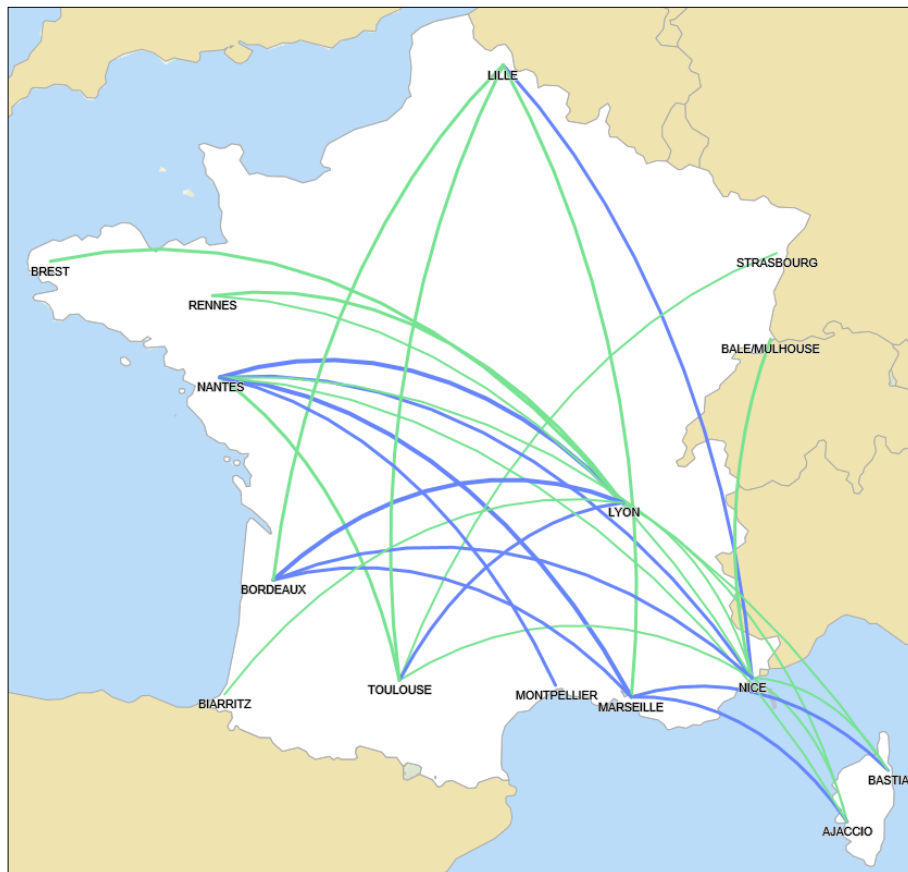 LILLE
STRASBOURG
BREST
RENNES
BALE/MULHOUSE
NANTES
LYON
BORDEAUX
TOULOUSE
NICE
MONTPELLIER
BIARRITZ
MARSEILLE
BASTIA
AJACCIO